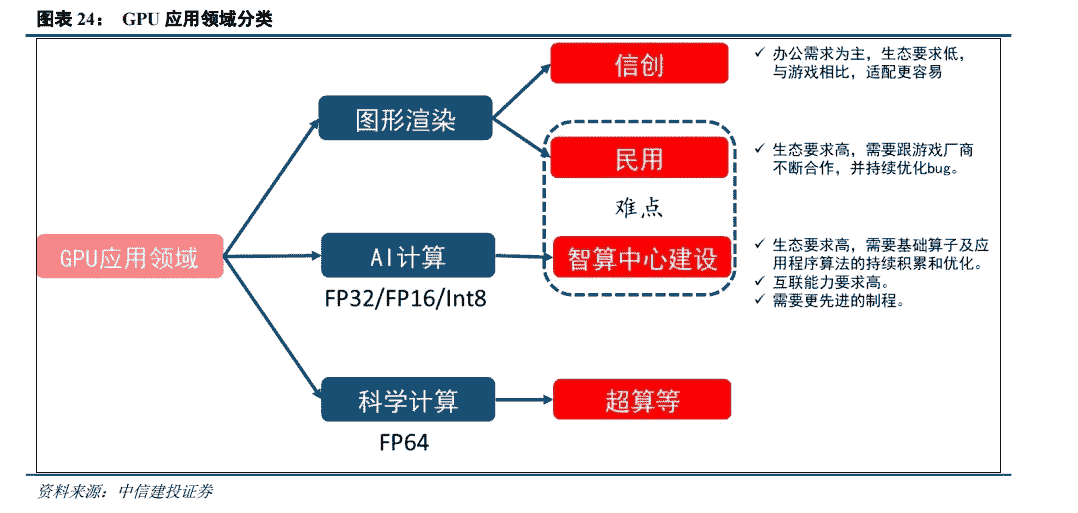 图表 24： GPU 应用领域分类
信创
办公需求为主，生态要求低，
与游戏相比，适配更容易
图形渲染
民用
生态要求高，需要跟游戏厂商
不断合作，并持续优化bug。
难点
GPU应用领域
AI计算
FP32/FP16/Int8
智算中心建设
生态要求高，需要基础算子及应
用程序算法的持续积累和优化。
互联能力要求高。
需要更先进的制程。
科学计算
FP64
超算等
资料来源：中信建投证券